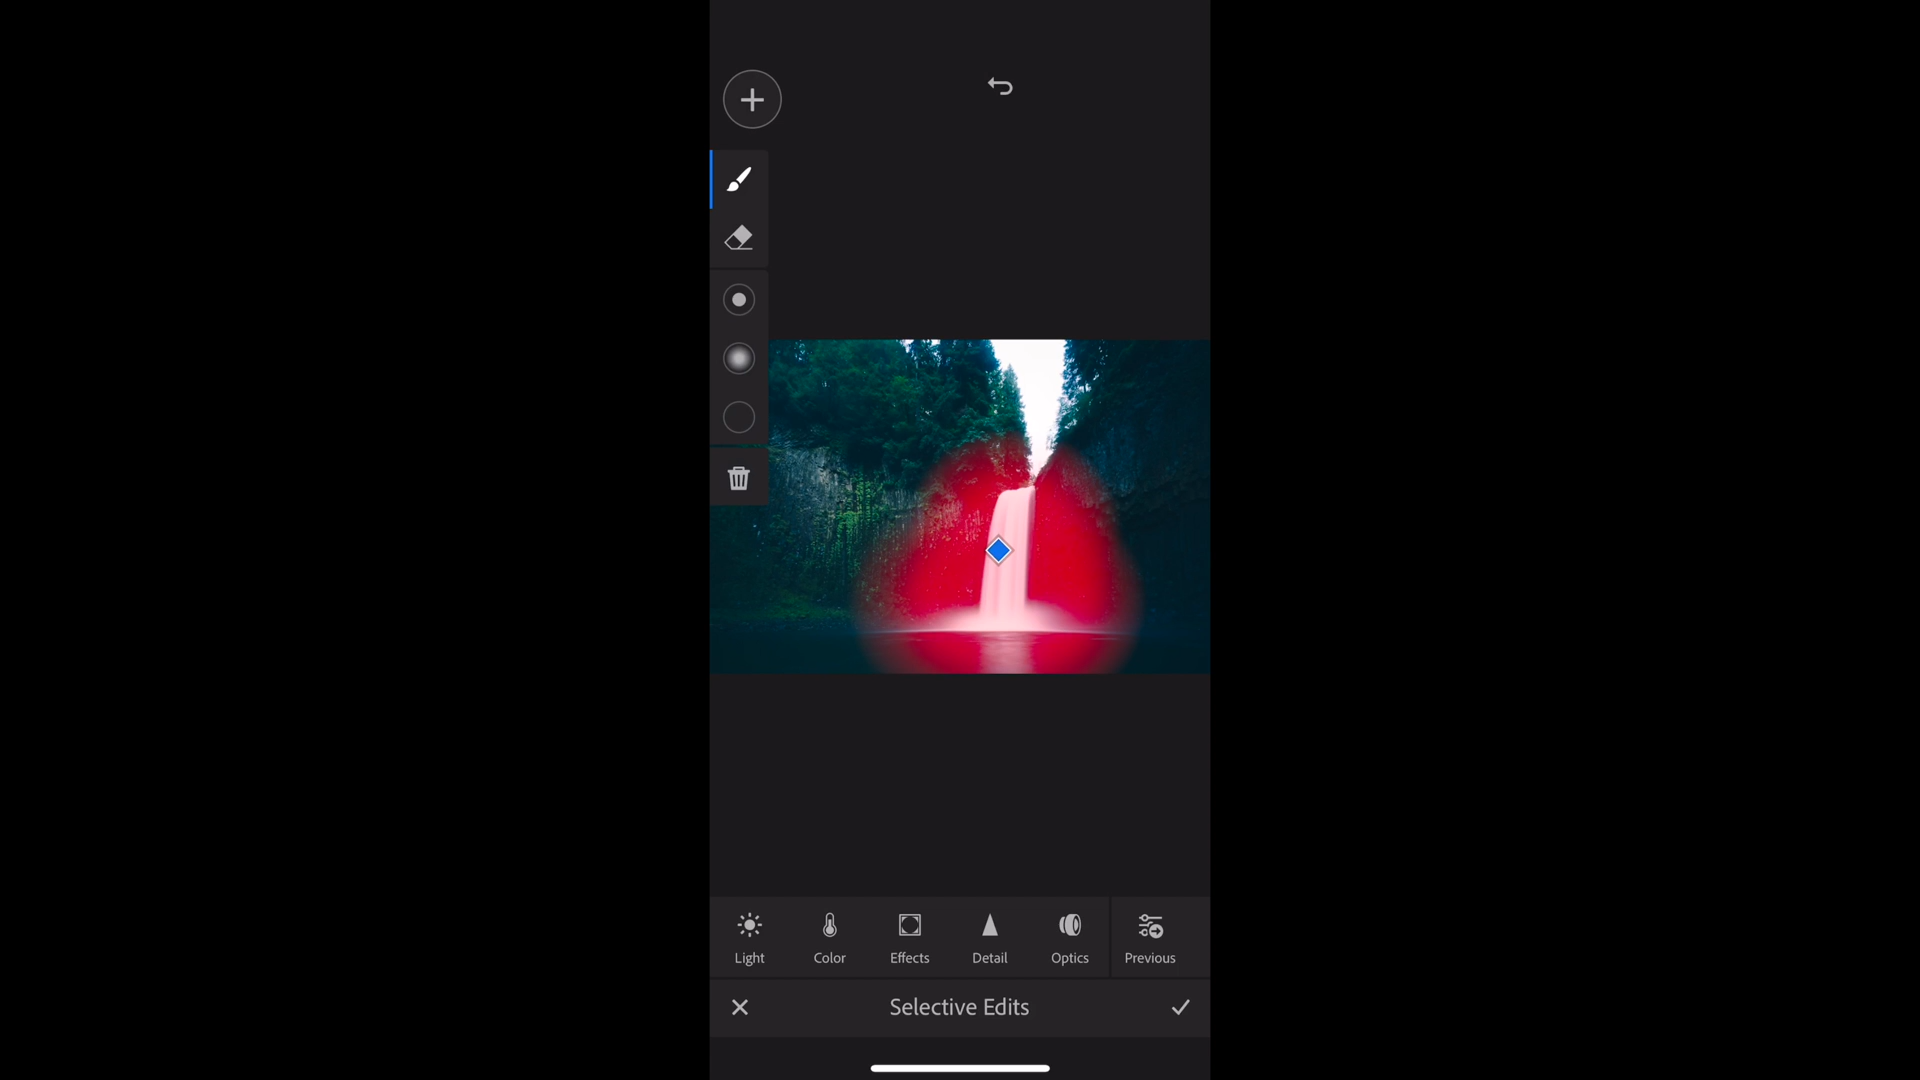 Light
Color
Effects
Detail
Optics
Previous
Selective Edits